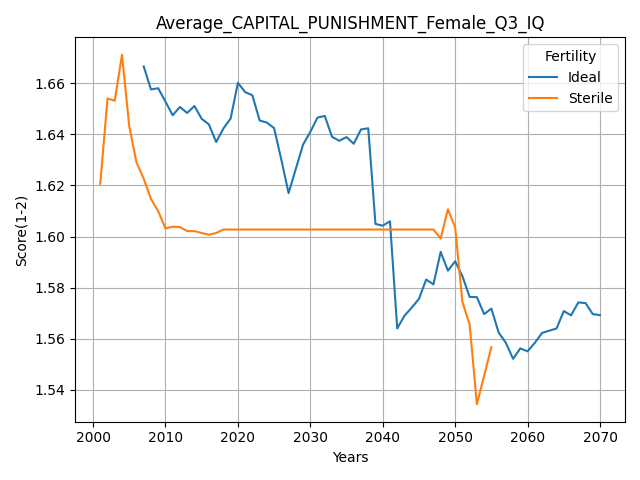 Average_CAPITAL_PUNISHMENT_Female_Q3_IQ
Fertility
Ideal
Sterile
Score(1-2)
1.66
1.64
1.62
1.60
1.58
1.56
1.54
2000 2010 2020 2030 2040 2050 2060 2070
Years